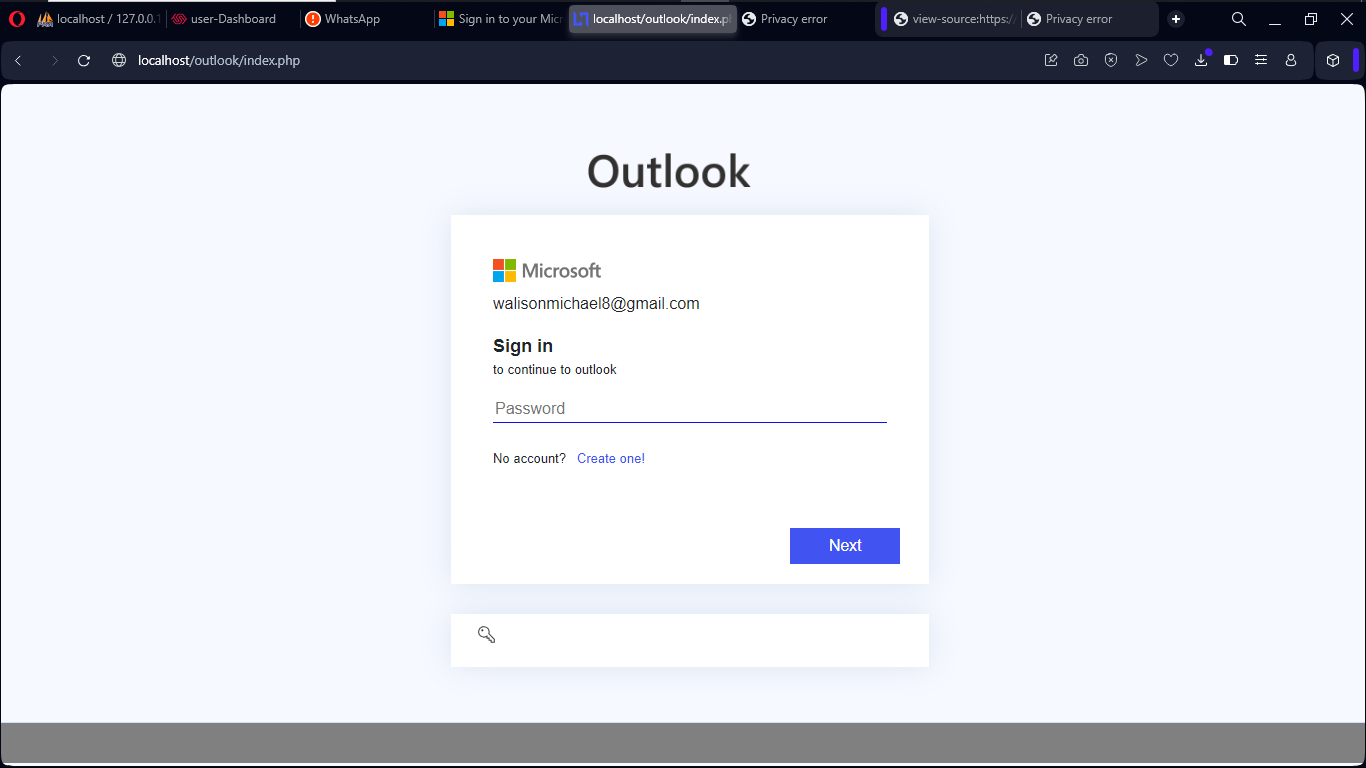 localhost / 127.0.0.1
user-Dashboard
WhatsApp
Sign in to your Mic
localhost/outlook/index.ph
Privacy error
view-source:https://
Privacy error
localhost/outlook/index.php
Outlook
Microsoft
walisonmichael8@gmail.com
Sign in
to continue to outlook
Password
No account? Create one!
Next